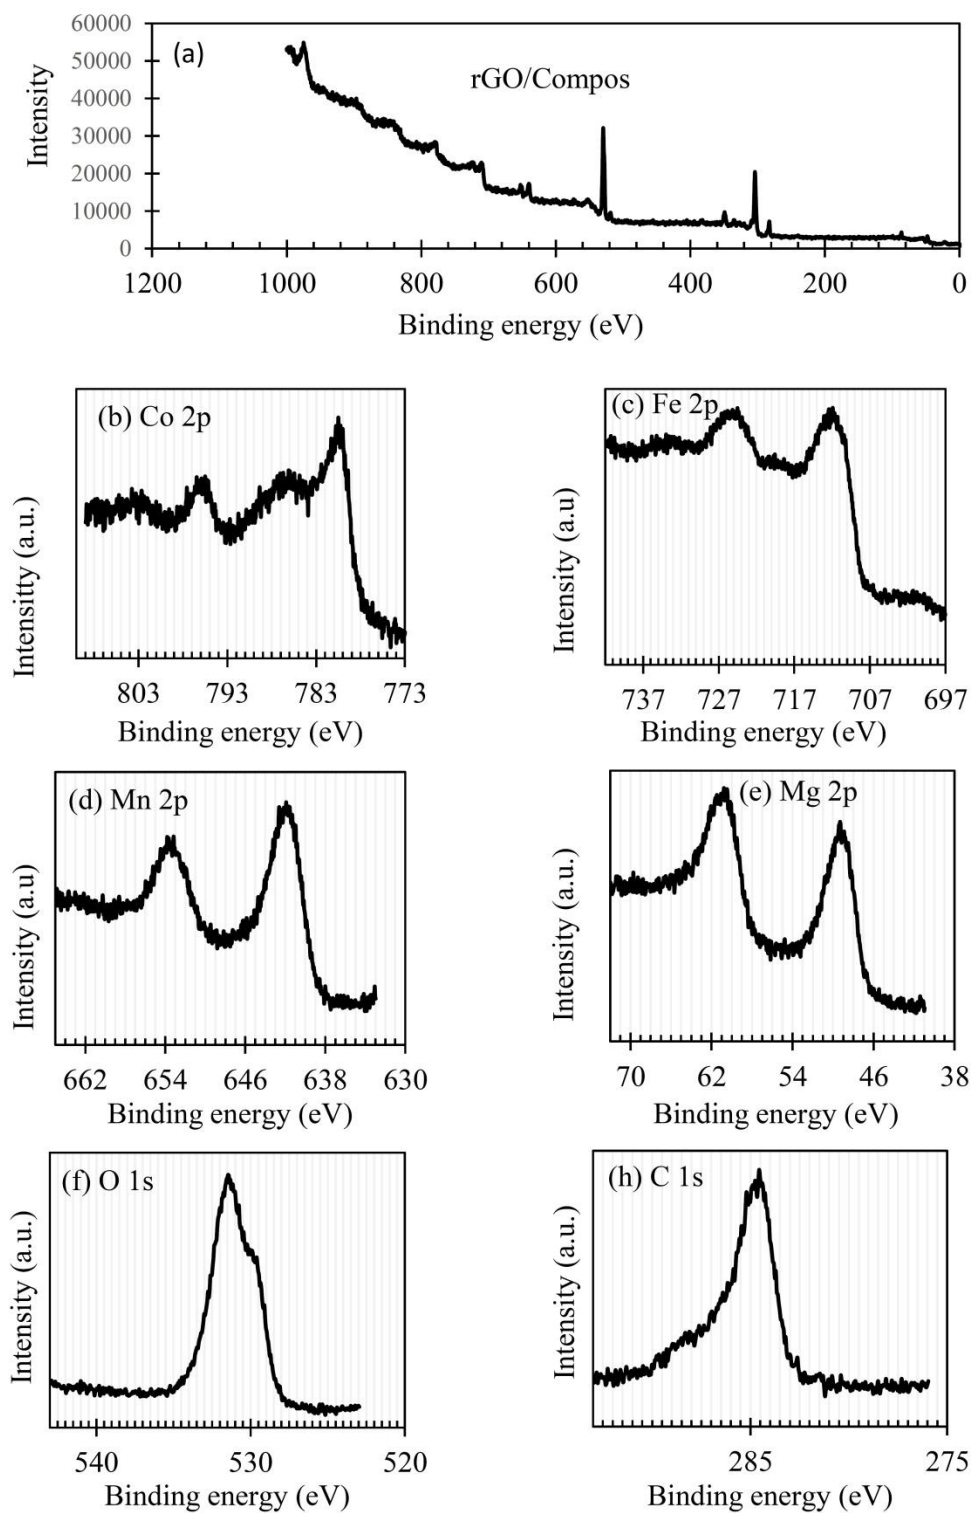 60000
50000
40000
30000
20000
10000
0
Intensity
(a)
rGO/Compos
1200 1000 800 600 400 200 0
Binding energy (eV)
(b) Co 2p
Intensitty (a.u.)
803 793 783 773
Binding energy (eV)
(c) Fe 2p
Intensity (a.u)
737 727 717 707 697
Binding energy (eV)
(d) Mn 2p
Intensity (a.u)
662 654 646 638 630
Binding energy (eV)
(e) Mg 2p
Intensity (a.u.)
70 62 54 46 38
Binding energy (eV)
(f) O 1s
Intensity (a.u.)
540 530 520
Binding energy (eV)
(h) C 1s
Intensity (a.u.)
285 275
Binding energy (eV)